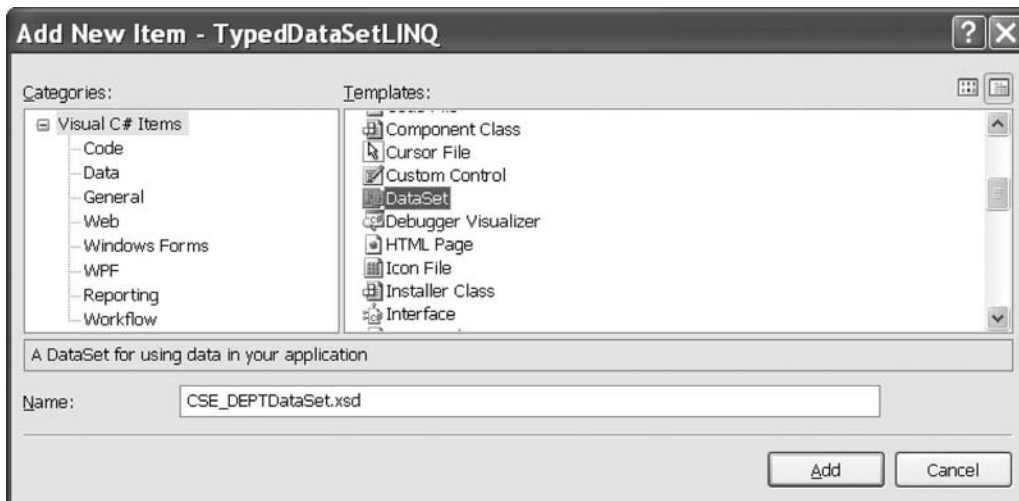 Add New Item - TypedDataSetLINQ
Categories:
Templates:
Visual C# Items
Code
Data
General
Web
Windows Forms
WPF
Reporting
Workflow
Component Class
Cursor File
Custom Control
DataSet
Debugger Visualizer
HTML Page
Icon File
Installer Class
Interface
A DataSet for using data in your application
Name:
CSE_DEPTDataSet.xsd
Add
Cancel